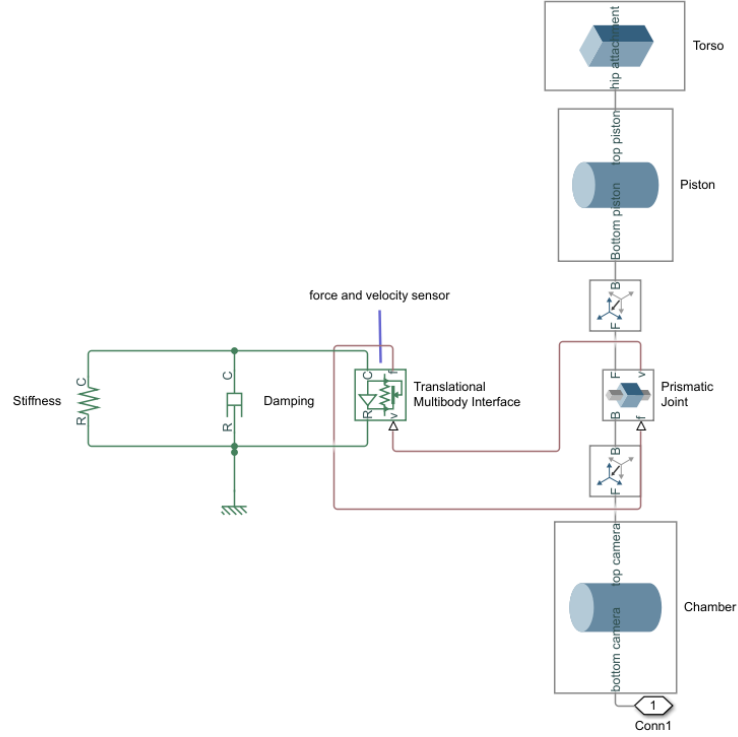 hip attachment
Torso
top piston
Bottom piston
Piston
B
F
force and velocity sensor
C
R
Stiffness
C
R
Damping
C
f
R
v
Translational
Multibody Interface
F
v
B
f
Prismatic
Joint
B
F
top camera
bottom camera
Chamber
1
Conn1